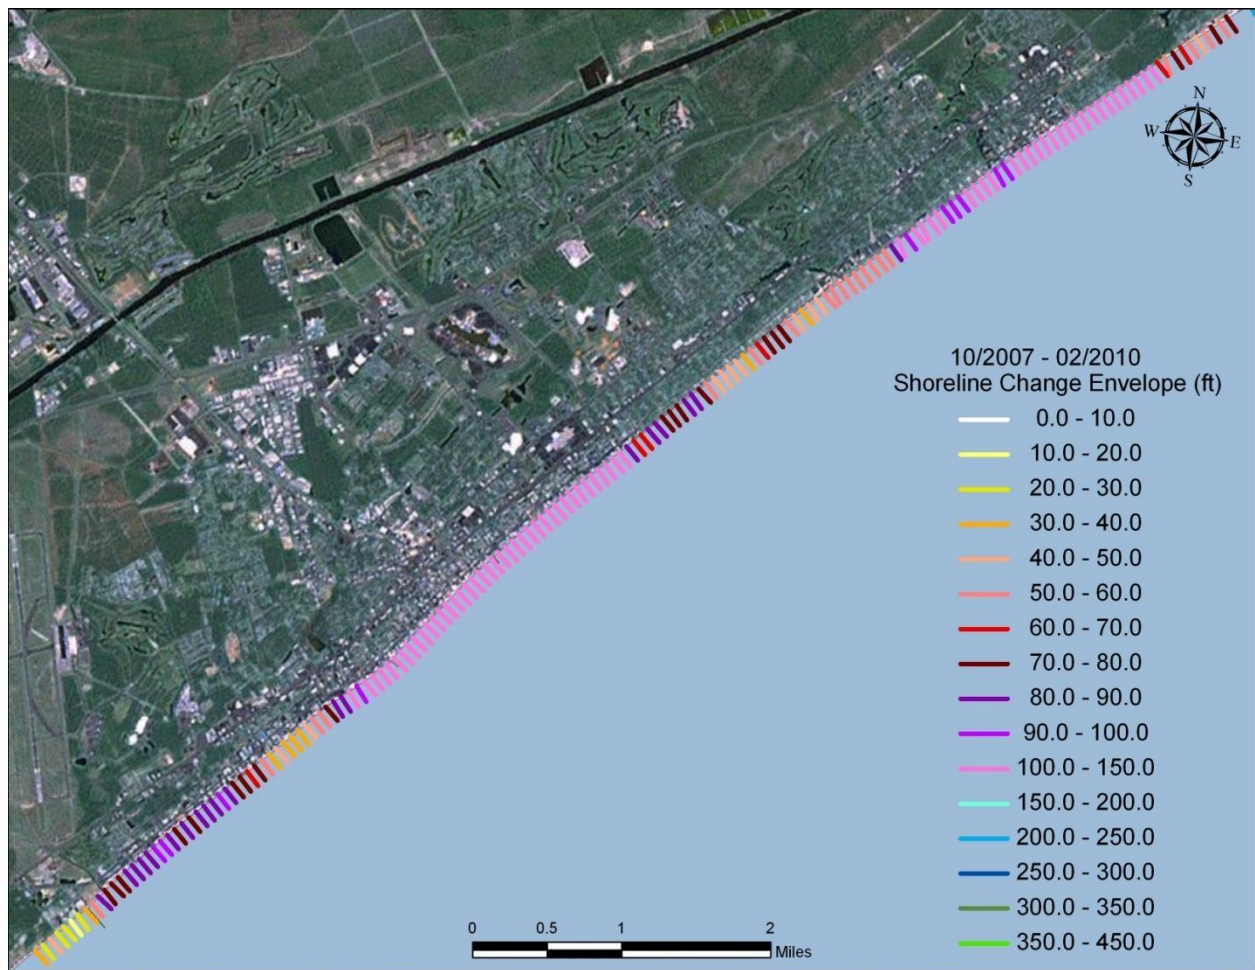 N
W
E
S
10/2007 - 02/2010
Shoreline Change Envelope (ft)
0.0 - 10.0
10.0 - 20.0
20.0 - 30.0
30.0 - 40.0
40.0 - 50.0
50.0 - 60.0
60.0 - 70.0
70.0 - 80.0
80.0 - 90.0
90.0 - 100.0
100.0 - 150.0
150.0 - 200.0
200.0 - 250.0
250.0 - 300.0
300.0 - 350.0
350.0 - 450.0
0 0.5 1 2
Miles